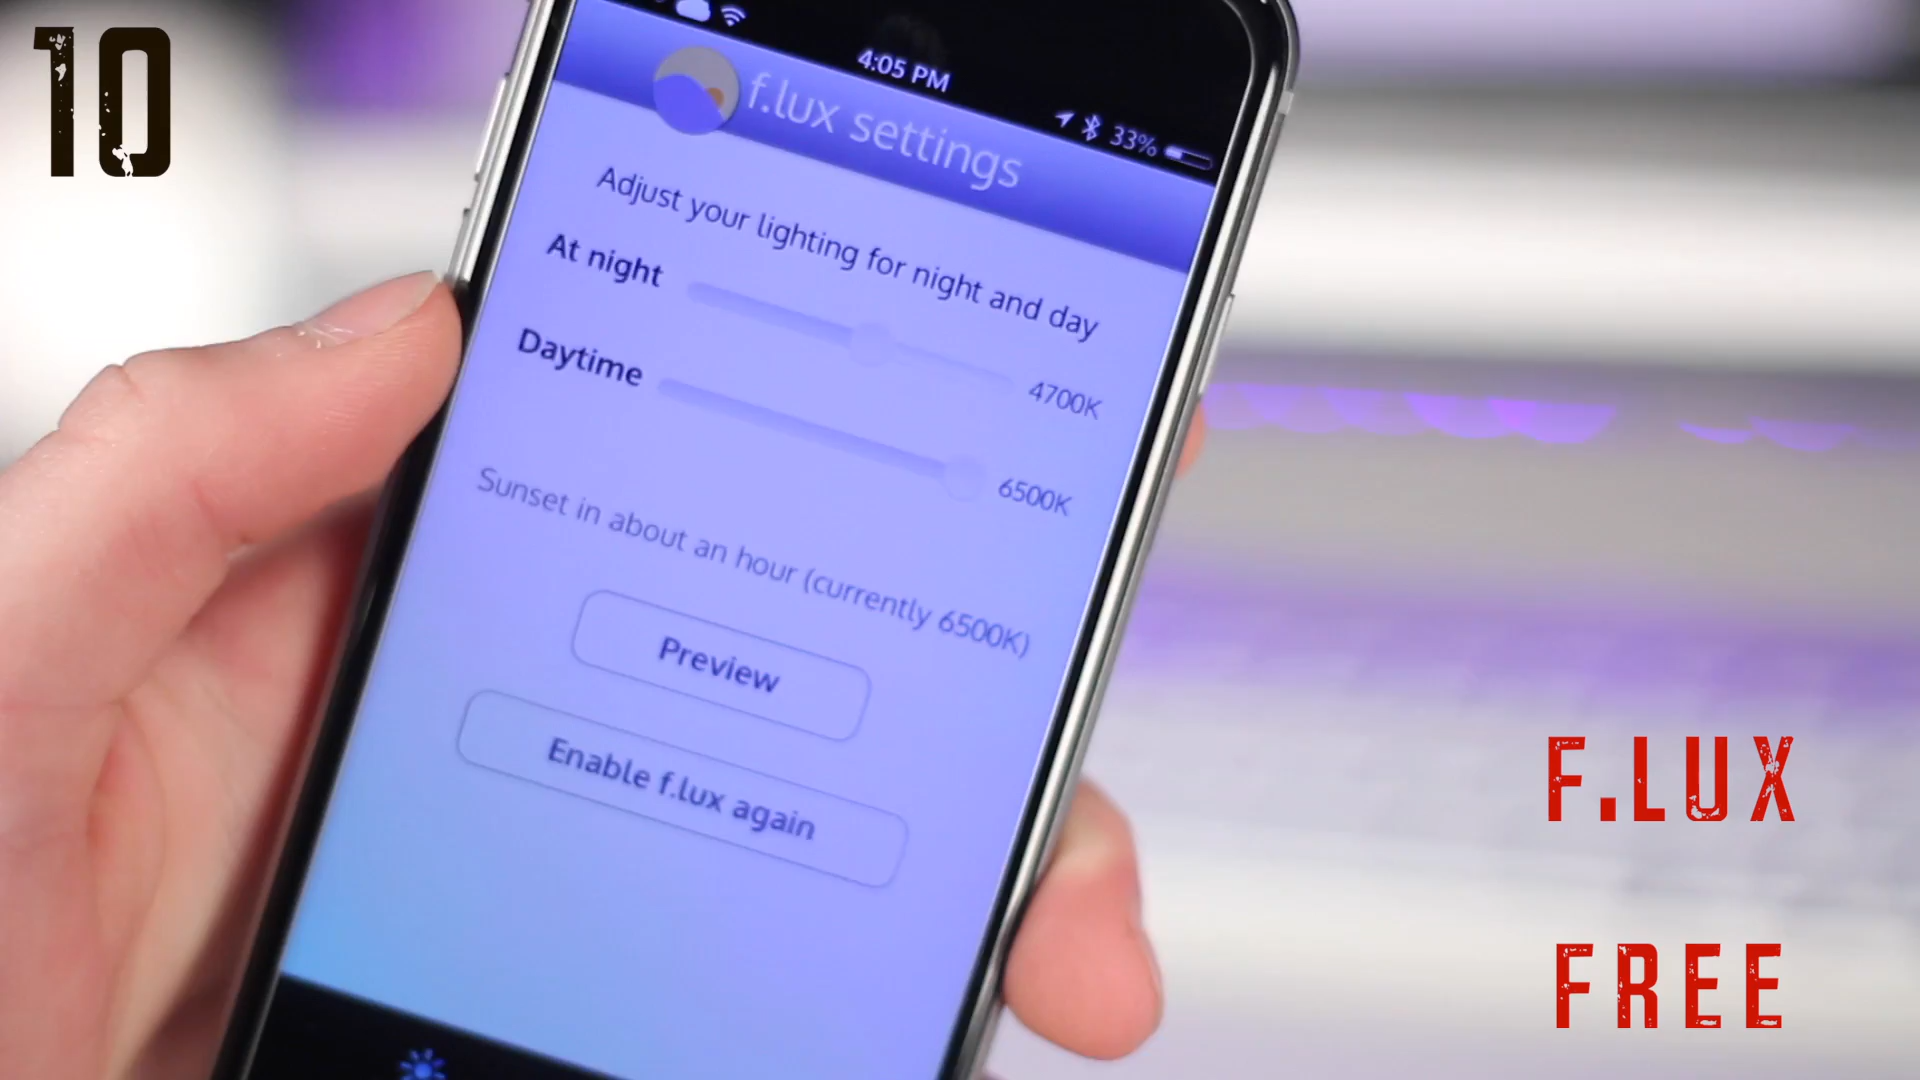 10
4:05 PM
33%
f.lux settings
Adjust your lighting for night and day
At night
4700K
Daytime
6500K
Sunset in about an hour (currently 6500K)
Preview
Enable f.lux again
F.LUX
FREE